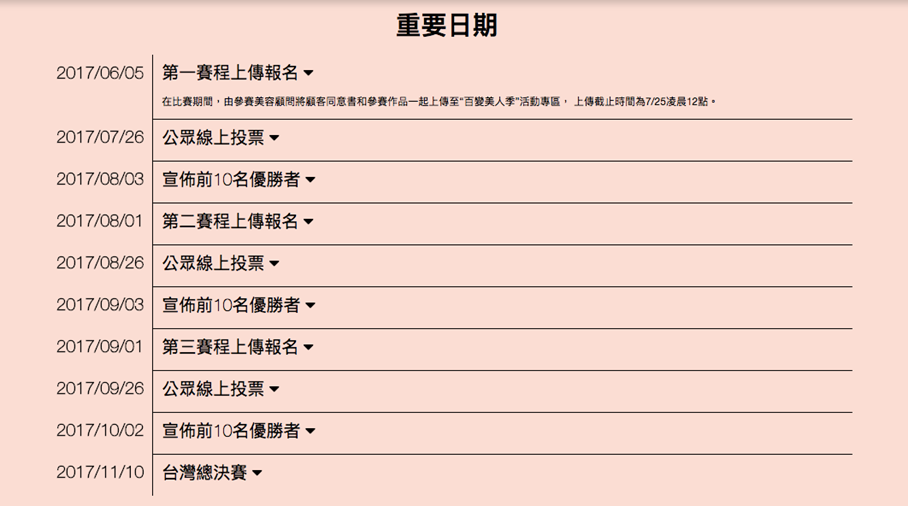 重要日期
2017/06/05 第一賽程上傳報名
在比賽期間，由參賽美容顧問將顧客同意書和參賽作品一起上傳至“百變美人季”活動專區， 上傳截止時間為7/25凌晨12點。
2017/07/26 公眾線上投票
2017/08/03 宣佈前10名優勝者
2017/08/01 第二賽程上傳報名
2017/08/26 公眾線上投票
2017/09/03 宣佈前10名優勝者
2017/09/01 第三賽程上傳報名
2017/09/26 公眾線上投票
2017/10/02 宣佈前10名優勝者
2017/11/10 台灣總決賽